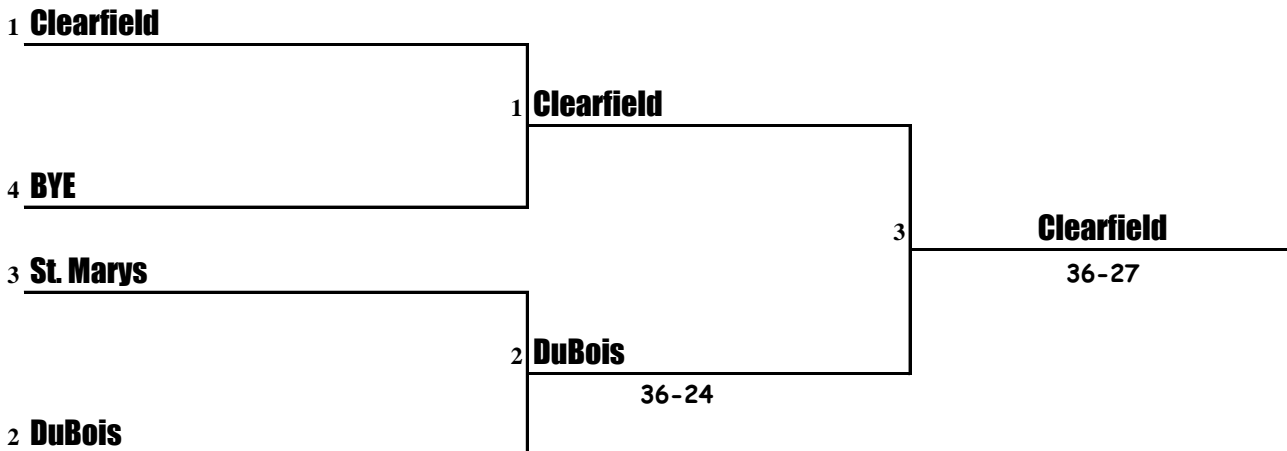 1 Clearfield
1 Clearfield
4 BYE
3 Clearfield
36-27
3 St. Marys
2 DuBois
36-24
2 DuBois